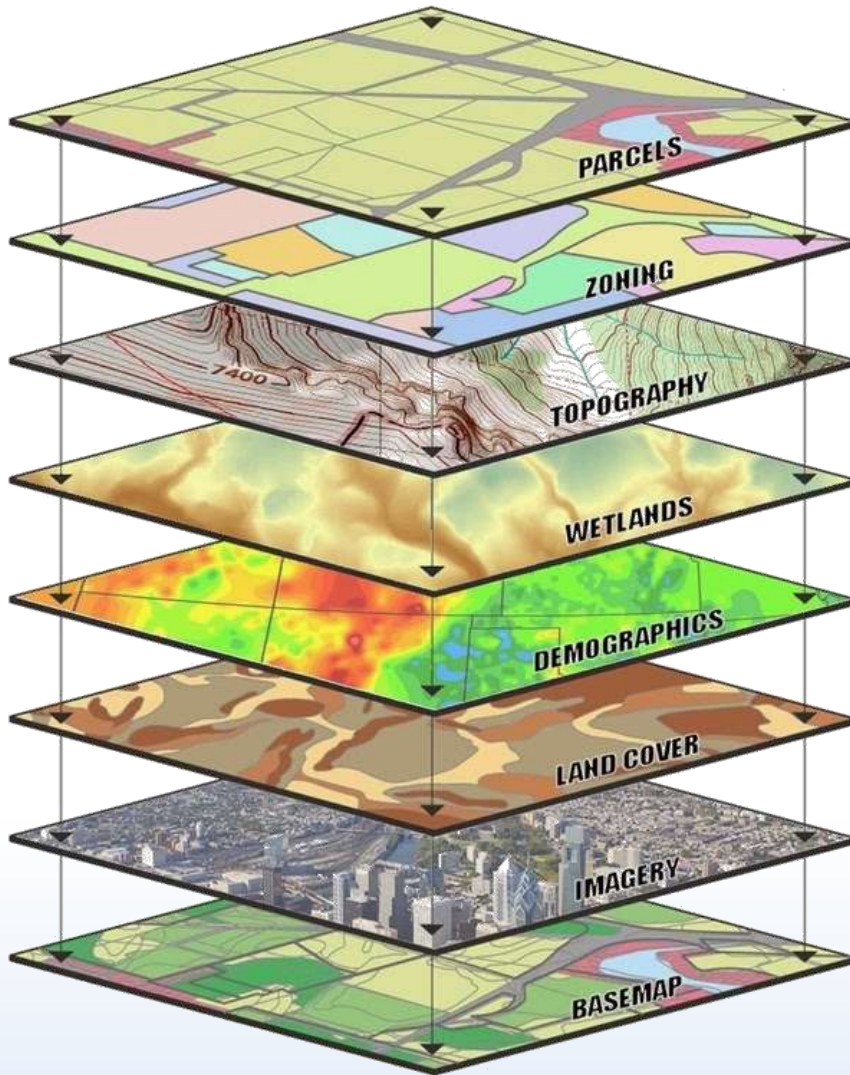 PARCELS
ZONING
7400
TOPOGRAPHY
WETLANDS
DEMOGRAPHICS
LAND COVER
IMAGERY
BASEMAP